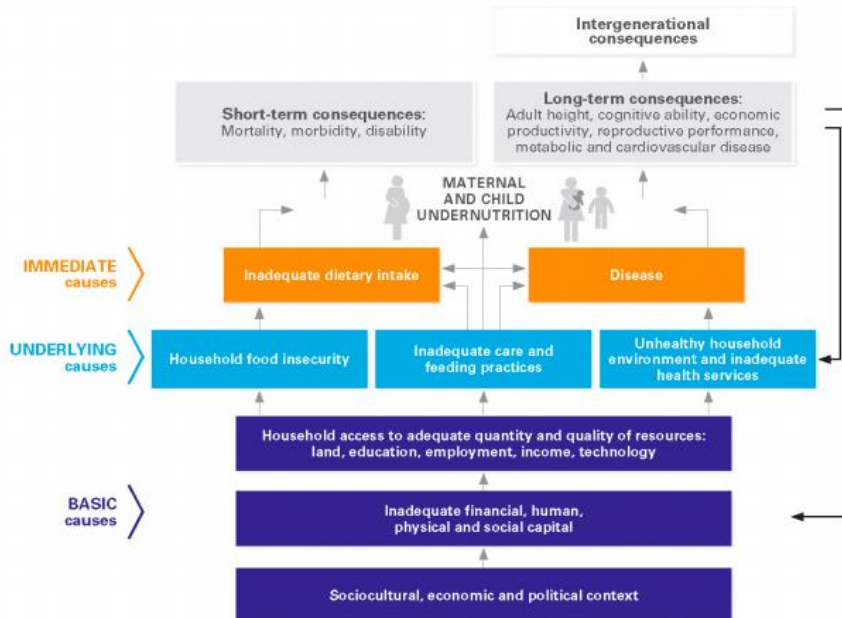 Intergenerational
consequences
Short-term consequences:
Mortality, morbidity, disability
Long-term consequences:
Adult height, cognitive ability, economic
productivity, reproductive performance,
metabolic and cardiovascular disease
MATERNAL
AND CHILD
UNDERNUTRITION
IMMEDIATE
causes
Inadequate dietary intake
Disease
UNDERLYING
causes
Household food insecurity
Inadequate care and
feeding practices
Unhealthy household
environment and inadequate
health services
Household access to adequate quantity and quality of resources:
land, education, employment, income, technology
BASIC
causes
Inadequate financial, human,
physical and social capital
Sociocultural, economic and political context